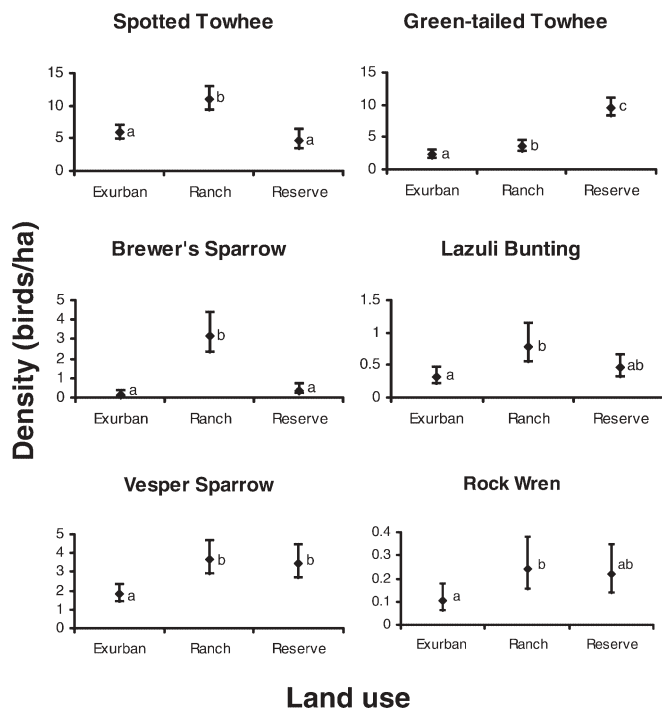 Spotted Towhee
15
10
5
0
a
b
a
Exurban Ranch Reserve
Green-tailed Towhee
15
10
5
0
a
b
c
Exurban Ranch Reserve
Density (birds/ha)
Brewer's Sparrow
5
4
3
2
1
0
a
b
a
Exurban Ranch Reserve
Lazuli Bunting
1.5
1
0.5
0
a
b
ab
Exurban Ranch Reserve
Vesper Sparrow
5
4
3
2
1
0
a
b
b
Exurban Ranch Reserve
Rock Wren
0.4
0.3
0.2
0.1
0
a
b
ab
Exurban Ranch Reserve
Land use